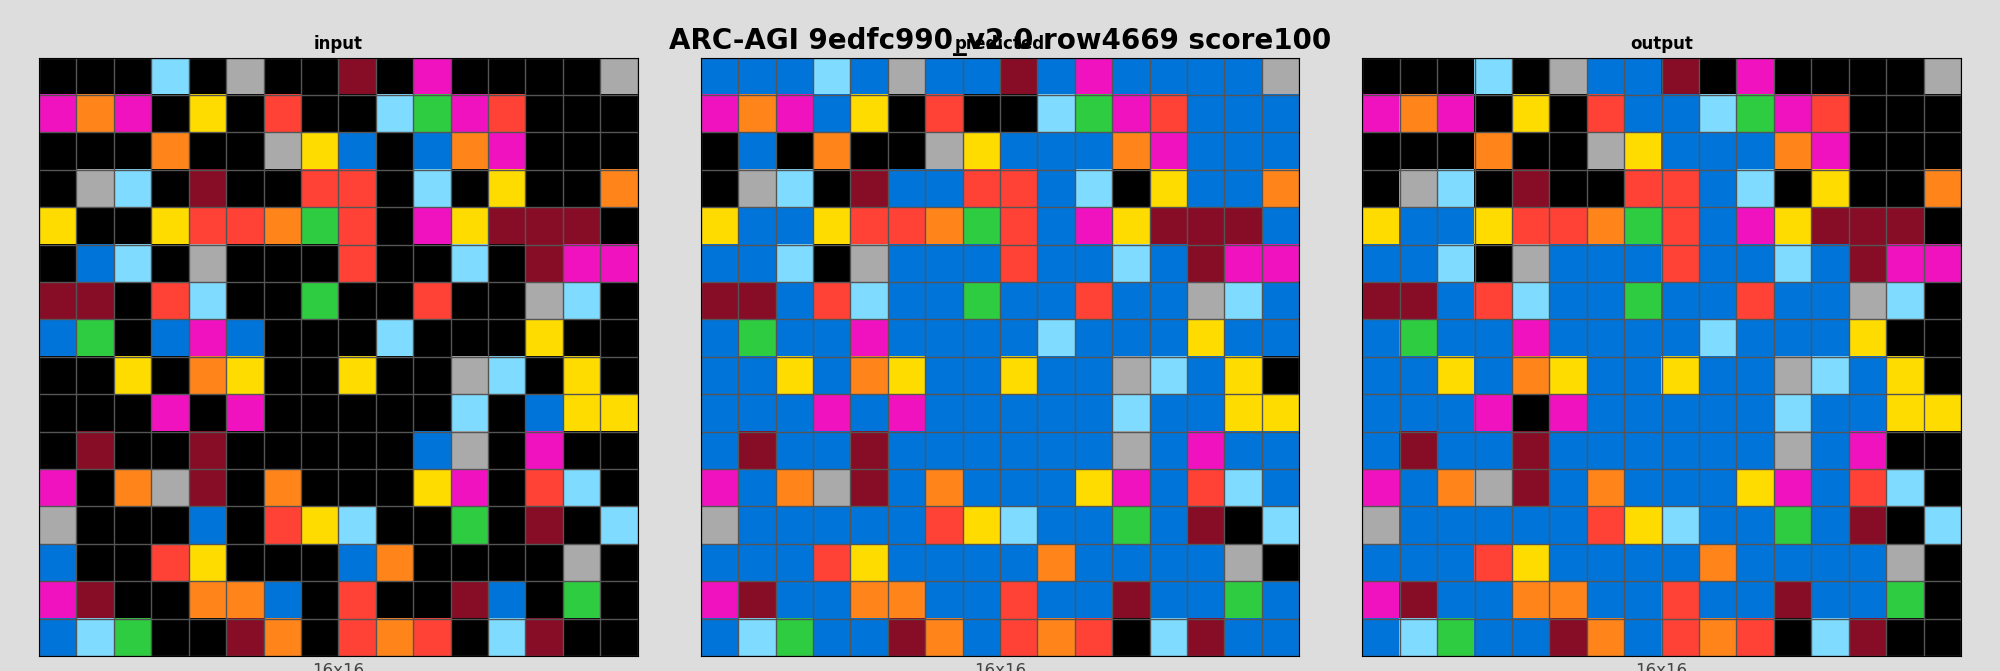 ARC-AGI 9edfc990_v2.0 row4669 score100
input
predicted
output
16x16
16x16
16x16